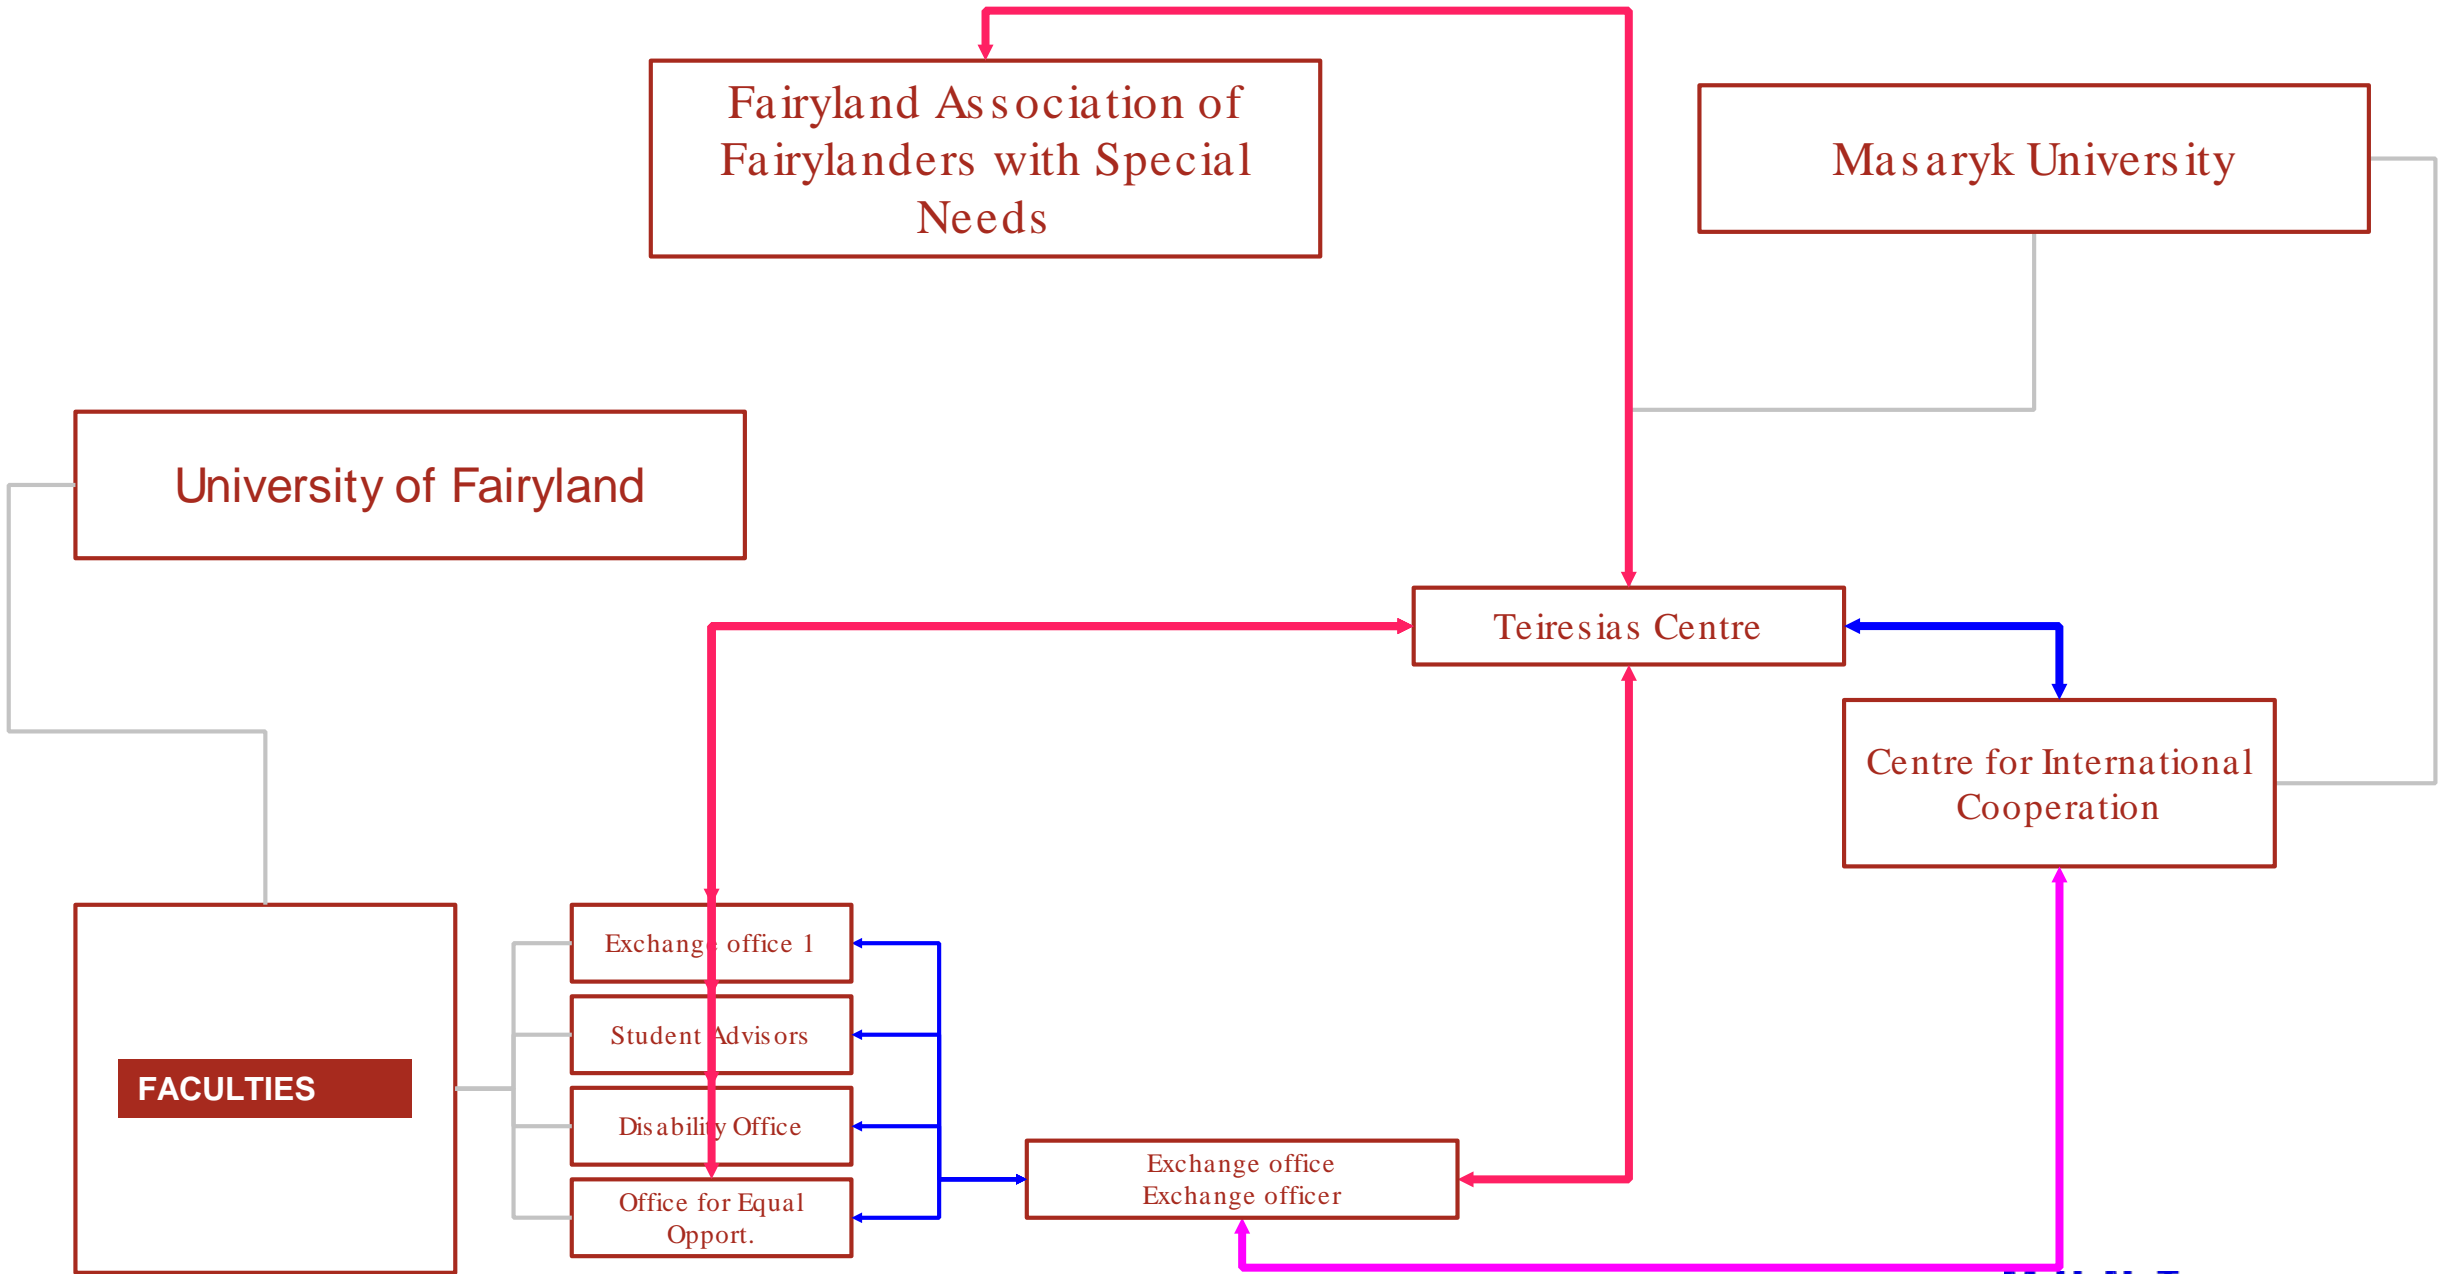 Fairyland Association of
Fairylanders with Special
Needs
Masaryk University
University of Fairyland
Teiresias Centre
Centre for International
Cooperation
FACULTIES
Exchange office 1
Student Advisors
Disability Office
Office for Equal
Opport.
Exchange office
Exchange officer